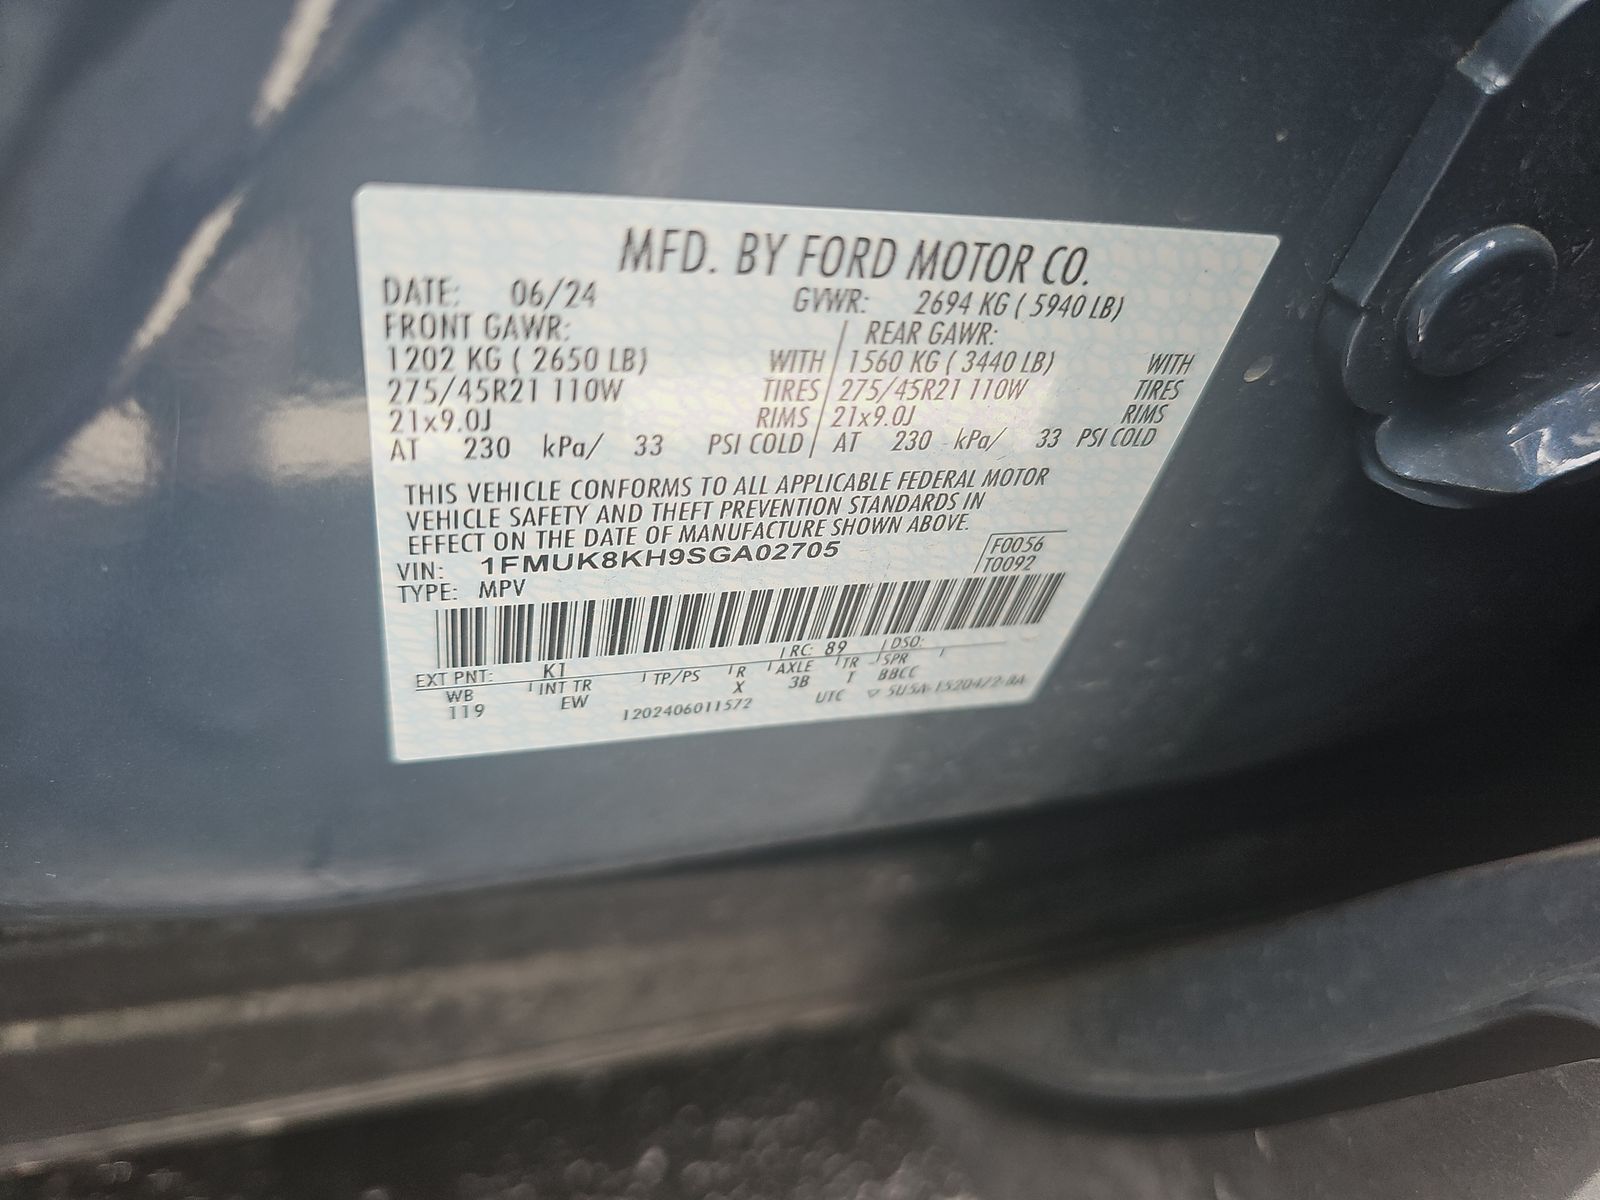 MFD. BY FORD MOTOR CO.
DATE: 06/24 GVWR: 2694 KG ( 5940 LB)
FRONT GAWR: REAR GAWR:
1202 KG ( 2650 LB) WITH 1560 KG ( 3440 LB) WITH
275/45R21 110W TIRES 275/45R21 110W TIRES
21x9.0J RIMS 21x9.0J RIMS
AT 230 kPa/ 33 PSI COLD AT 230 kPa/ 33 PSI COLD
THIS VEHICLE CONFORMS TO ALL APPLICABLE FEDERAL MOTOR
VEHICLE SAFETY AND THEFT PREVENTION STANDARDS IN
EFFECT ON THE DATE OF MANUFACTURE SHOWN ABOVE.
VIN: 1FMUK8KH9SGA02705 F0056
TYPE: MPV T0092
EXT PNT: K1 RC: 89 DSO:
WB INT TR TP/PS R AXLE TR SPR
119 EW X 3B I BBCC
1202406011572 UTC